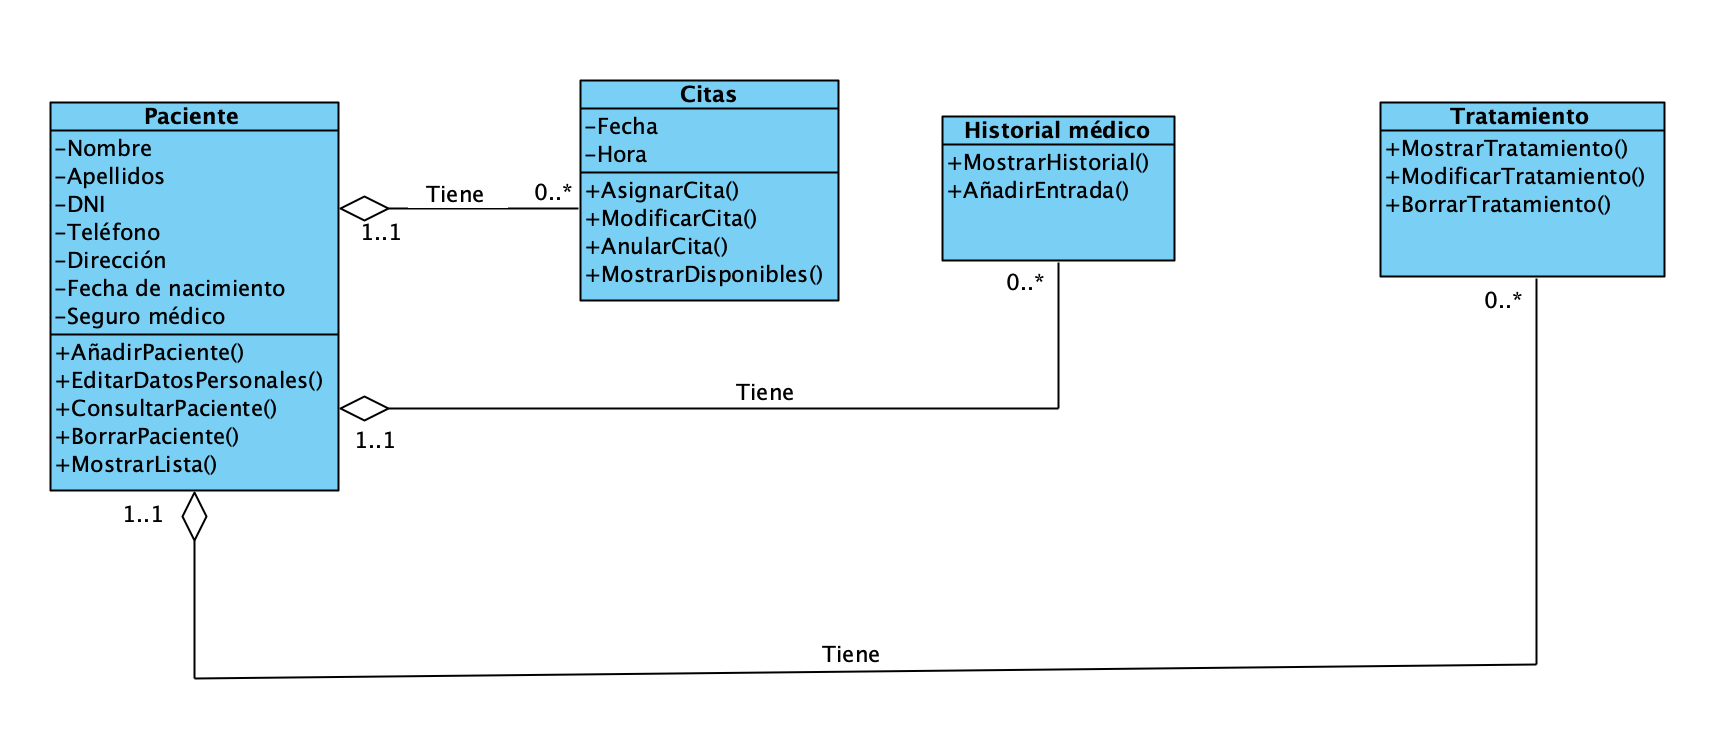 Paciente
-Nombre
-Apellidos
-DNI
-Teléfono
-Dirección
-Fecha de nacimiento
-Seguro médico
+AñadirPaciente()
+EditarDatosPersonales()
+ConsultarPaciente()
+BorrarPaciente()
+MostrarLista()
Tiene
1..1
0..*
Citas
-Fecha
-Hora
+AsignarCita()
+ModificarCita()
+AnularCita()
+MostrarDisponibles()
Historial médico
+MostrarHistorial()
+AñadirEntrada()
0..*
Tiene
1..1
Tratamiento
+MostrarTratamiento()
+ModificarTratamiento()
+BorrarTratamiento()
0..*
1..1
Tiene